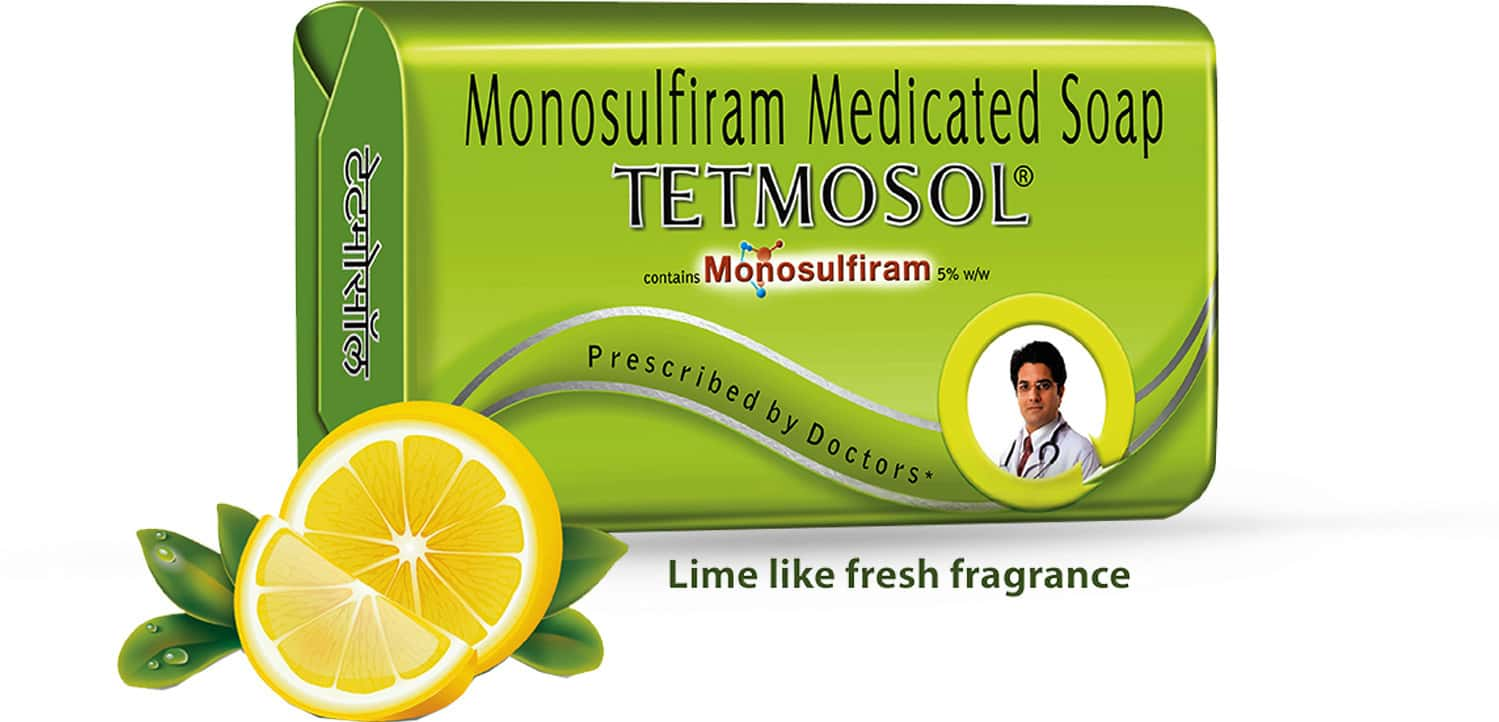 Monosulfiram Medicated Soap
TETMOSOL®
contains Monosulfiram 5% w/w
Prescribed by Doctors*
टेटमोसॉल
Lime like fresh fragrance